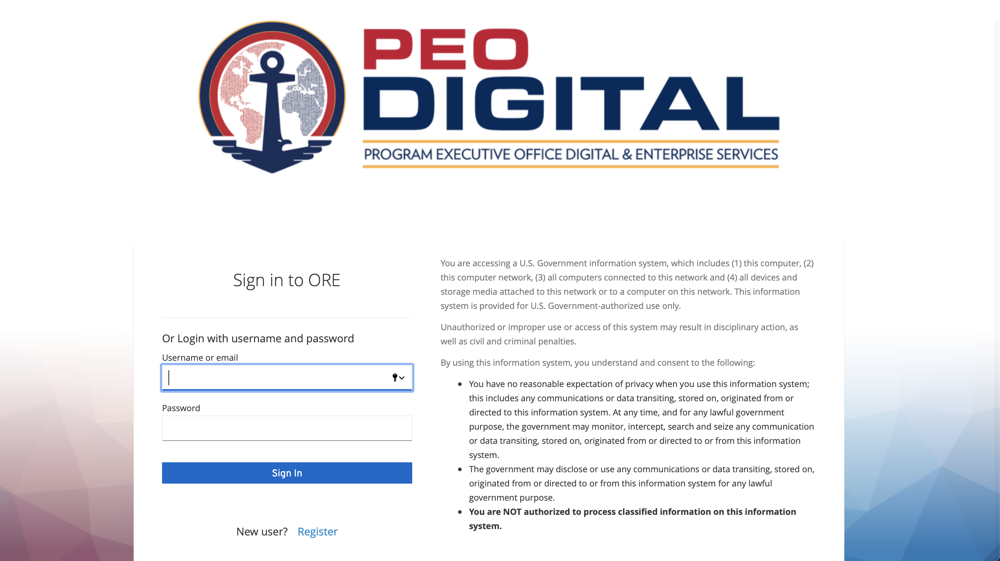 PEO
DIGITAL
PROGRAM EXECUTIVE OFFICE DIGITAL & ENTERPRISE SERVICES
Sign in to ORE
Or Login with username and password
Username or email
Password
Sign In
New user? Register
You are accessing a U.S. Government information system, which includes (1) this computer, (2)
this computer network, (3) all computers connected to this network and (4) all devices and
storage media attached to this network or to a computer on this network. This information
system is provided for U.S. Government-authorized use only.
Unauthorized or improper use or access of this system may result in disciplinary action, as
well as civil and criminal penalties.
By using this information system, you understand and consent to the following:
• You have no reasonable expectation of privacy when you use this information system;
this includes any communications or data transiting, stored on, originated from or
directed to this information system. At any time, and for any lawful government
purpose, the government may monitor, intercept, search and seize any communication
or data transiting, stored on, originated from or directed to or from this information
system.
• The government may disclose or use any communications or data transiting, stored on,
originated from or directed to or from this information system for any lawful
government purpose.
• You are NOT authorized to process classified information on this information
system.